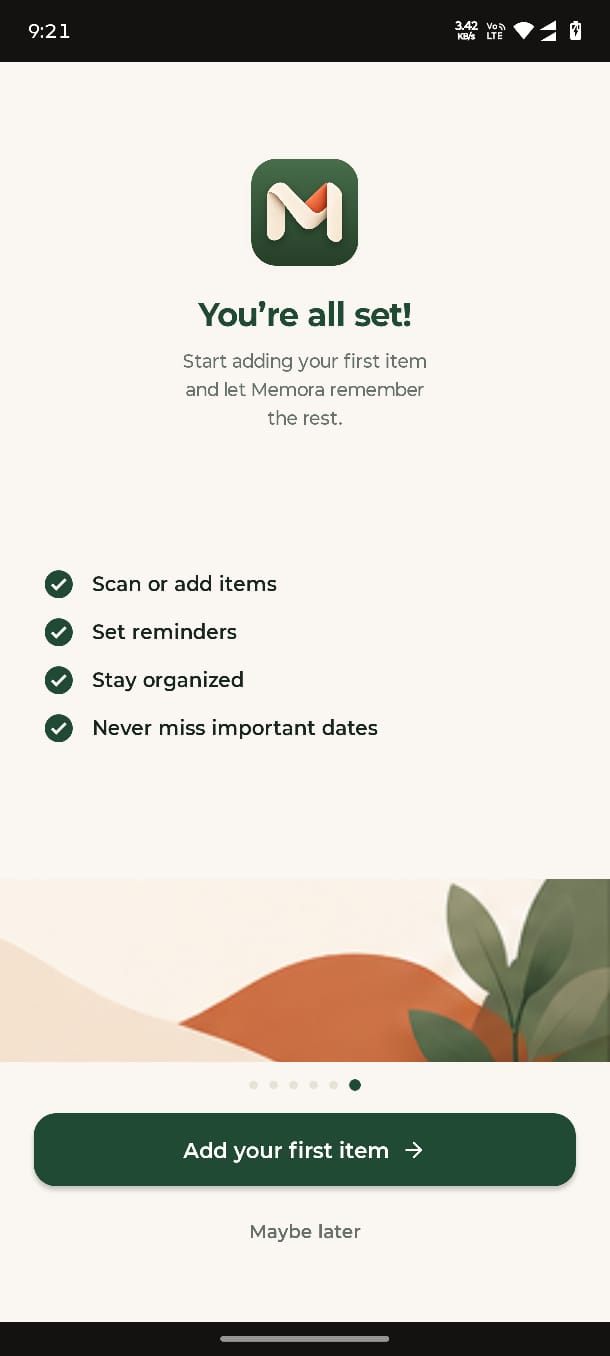 9:21
3.42
KB/s
Vo
LTE
M
You’re all set!
Start adding your first item
and let Memora remember
the rest.
Scan or add items
Set reminders
Stay organized
Never miss important dates
Add your first item →
Maybe later